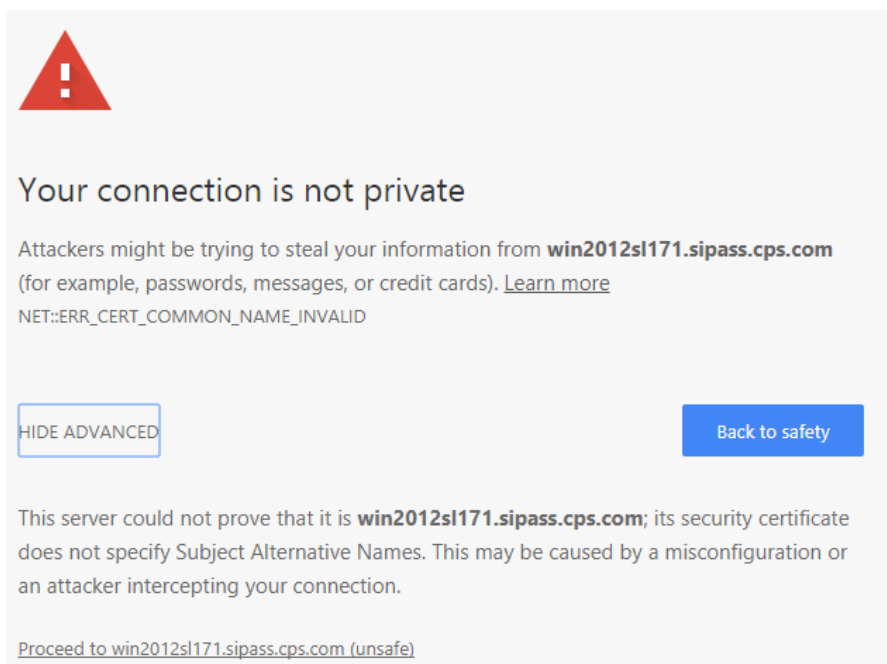 Your connection is not private
Attackers might be trying to steal your information from win2012sl171.sipass.cps.com
(for example, passwords, messages, or credit cards). Learn more
NET::ERR_CERT_COMMON_NAME_INVALID
HIDE ADVANCED
Back to safety
This server could not prove that it is win2012sl171.sipass.cps.com; its security certificate
does not specify Subject Alternative Names. This may be caused by a misconfiguration or
an attacker intercepting your connection.
Proceed to win2012sl171.sipass.cps.com (unsafe)